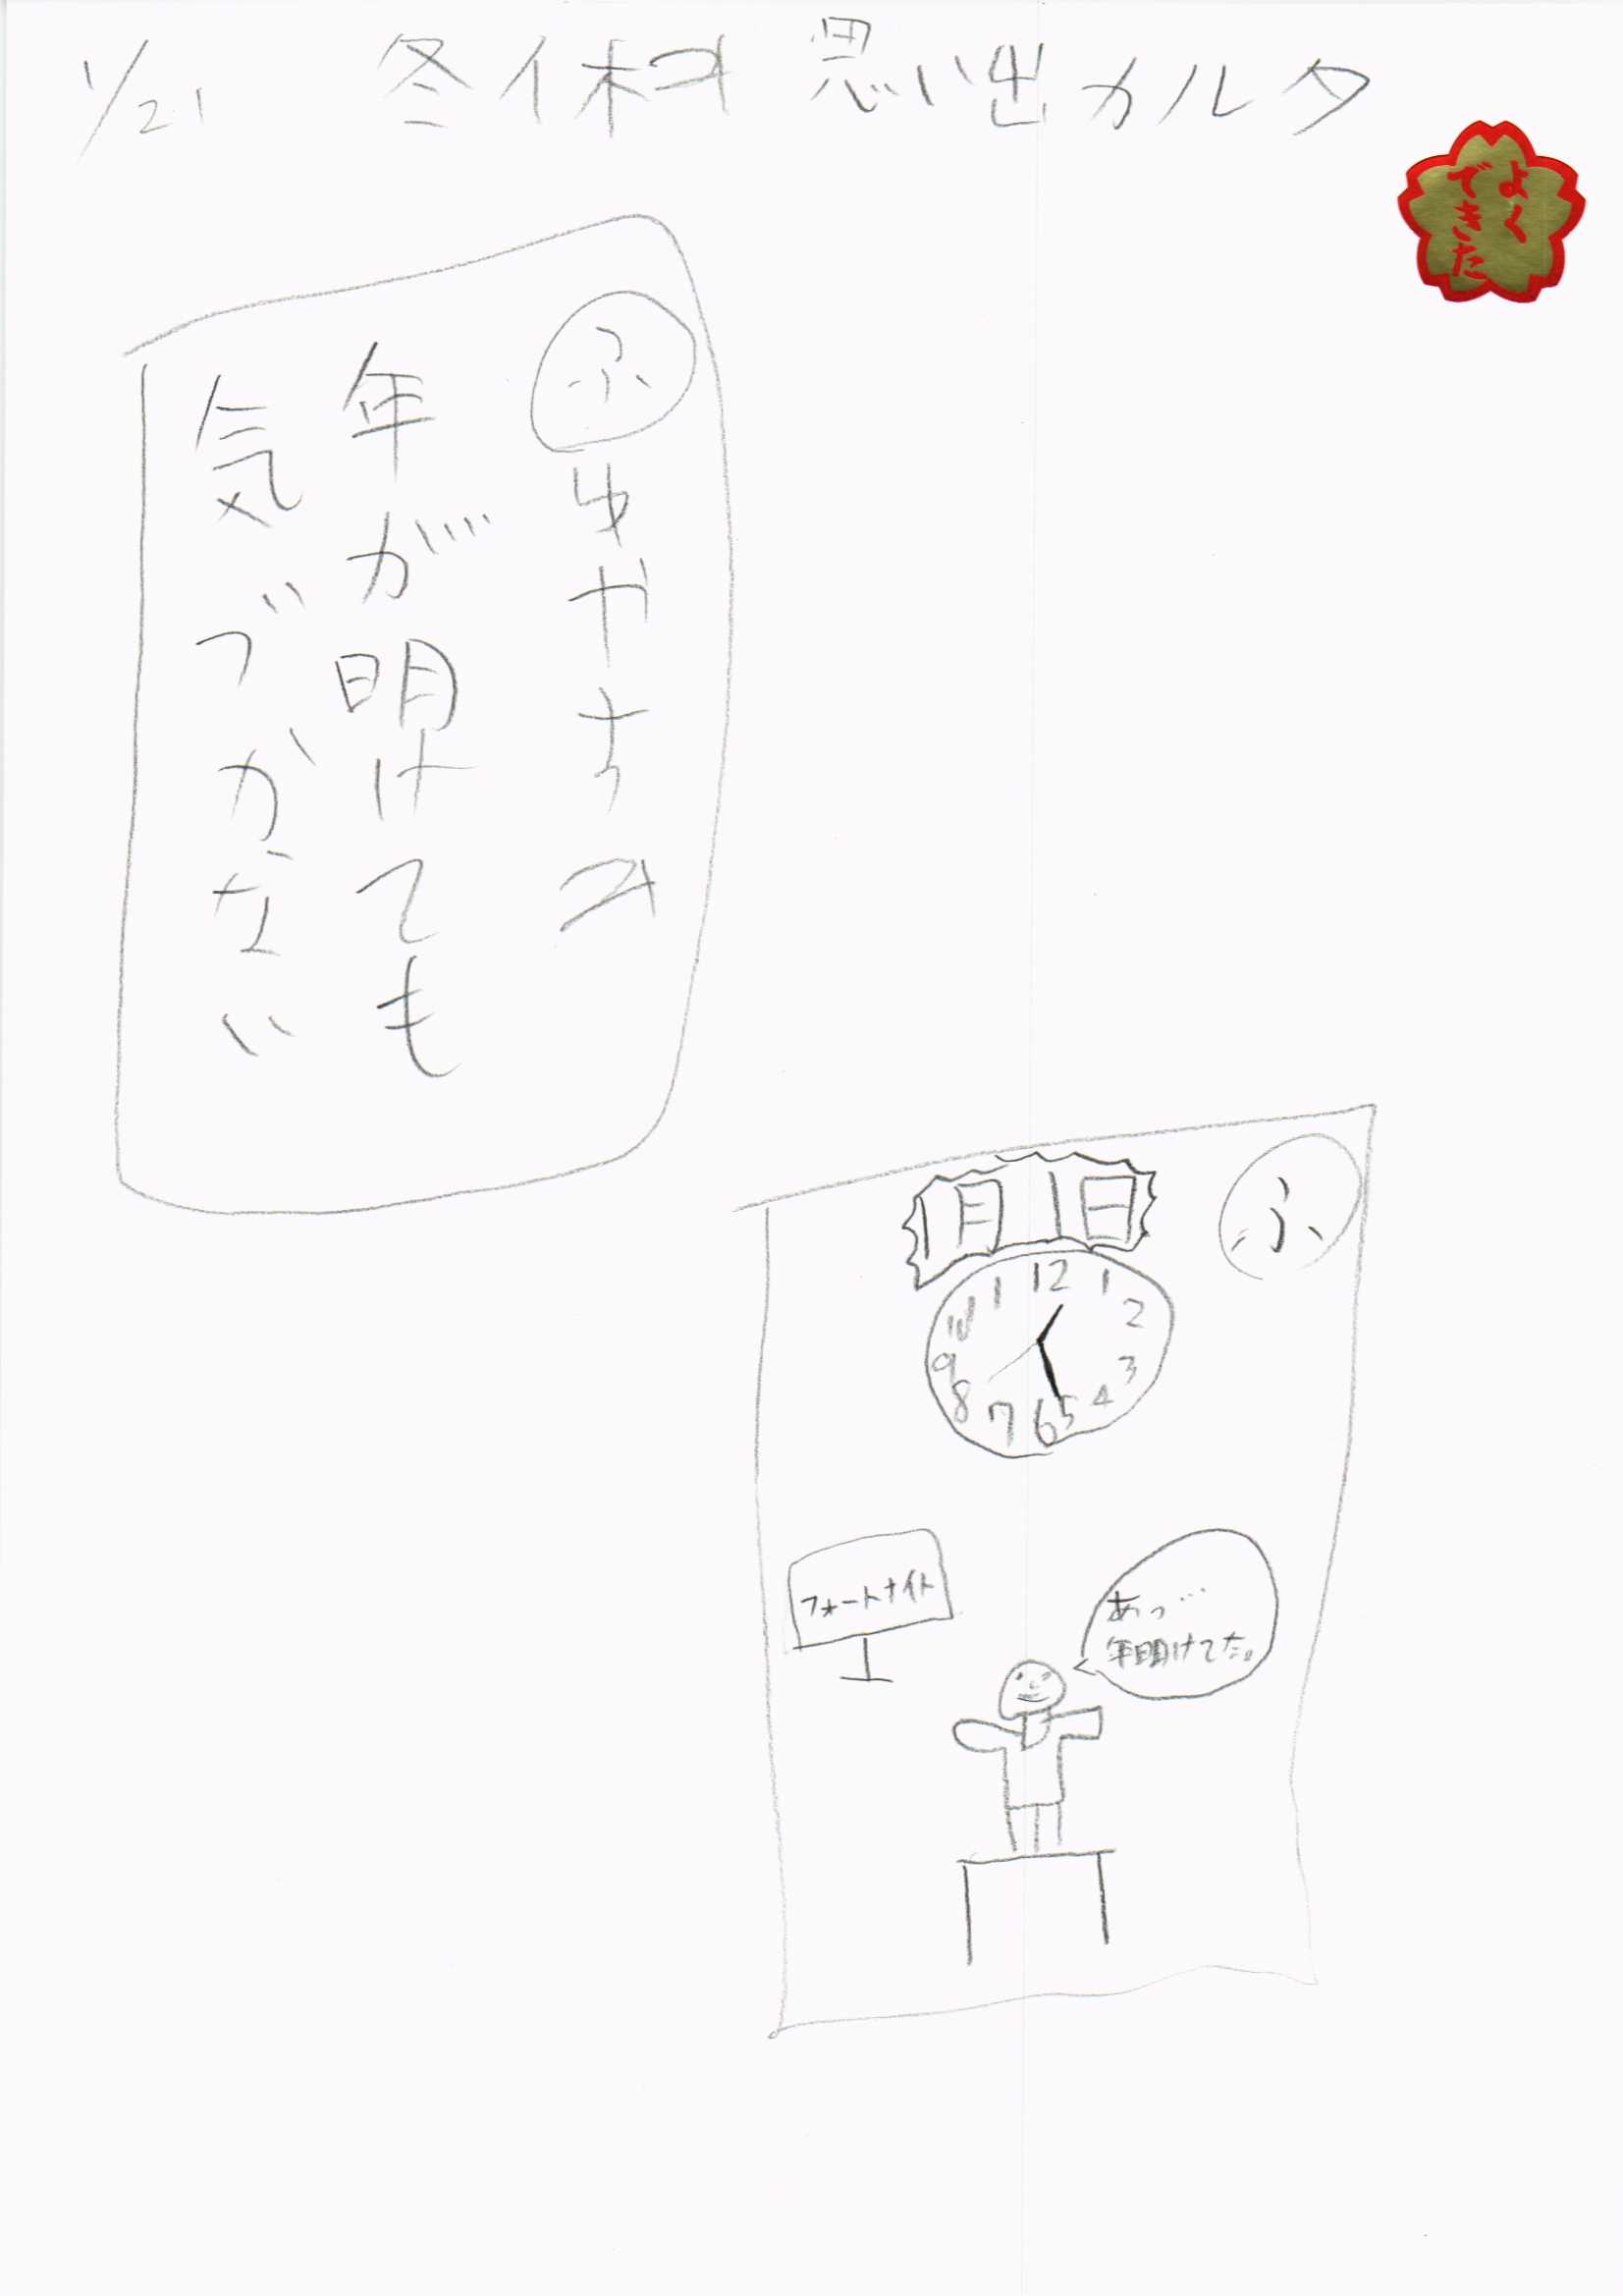 1/21 冬休み 思い出カルタ
よく
できた
ふゆやすみ
年が明けても
気づかない
ふ
1月1日
12 1 2 3 4 5 6 7 8 9 10 11
フォートナイト
あっ…
年明けてた。